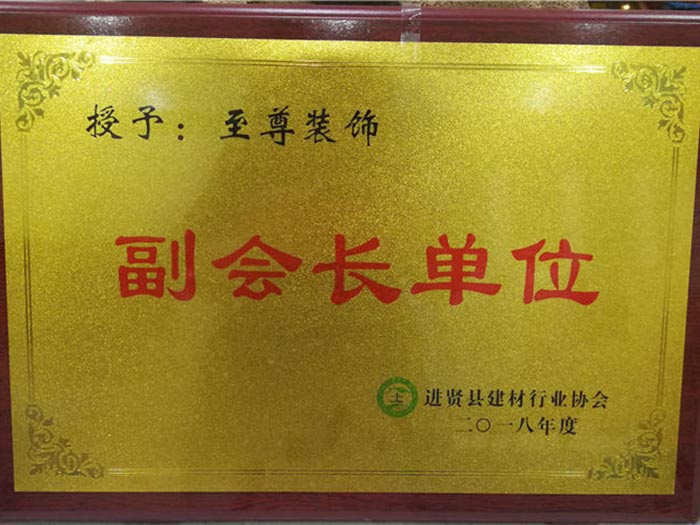 授予：至尊装饰
副会长单位
进贤县建材行业协会
二〇一八年度